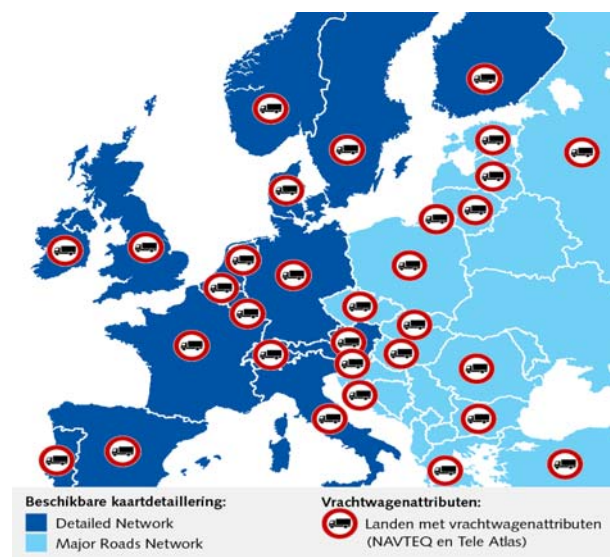 Beschikbare kaartdetaillering:
Detailed Network
Major Roads Network
Vrachtwagenattributen:
Landen met vrachtwagenattributen
(NAVTEQ en Tele Atlas)